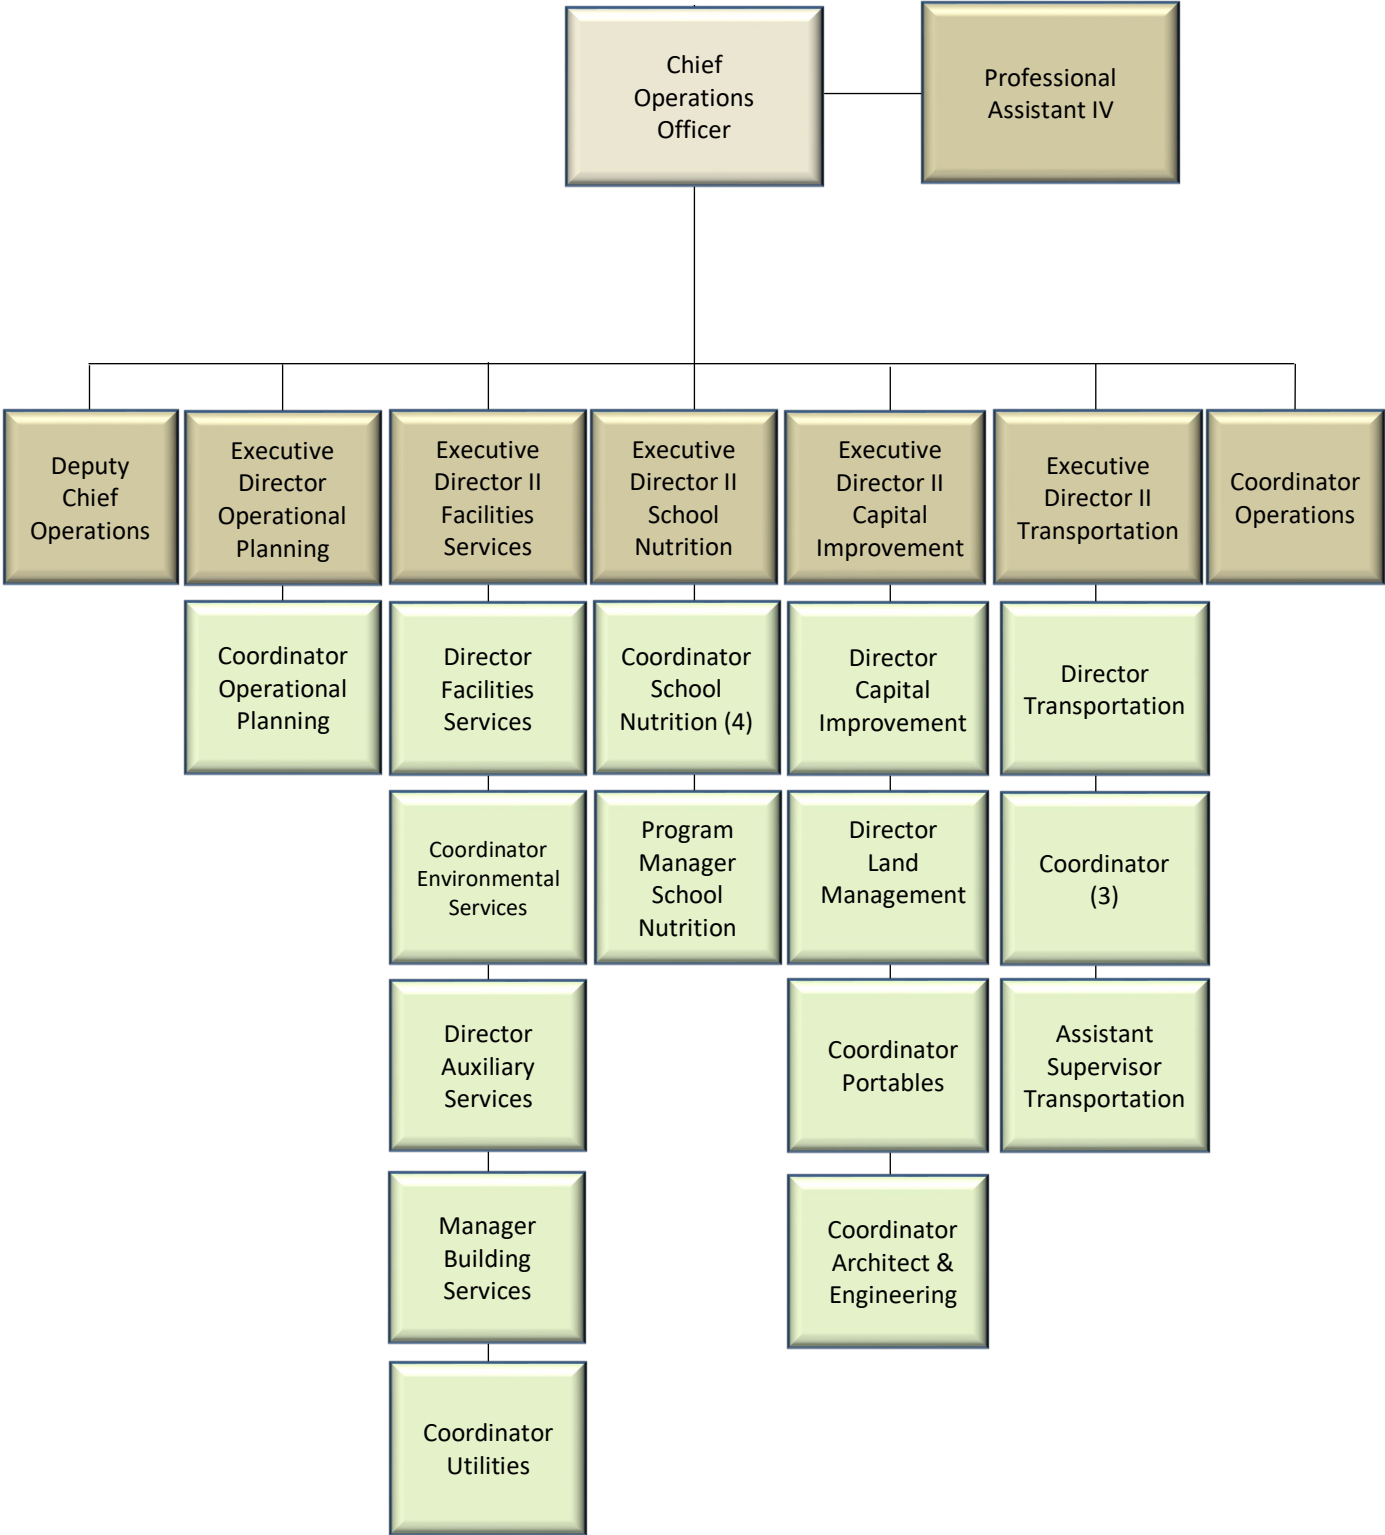 Chief
Operations
Officer
Professional
Assistant IV
Deputy
Chief
Operations
Executive
Director
Operational
Planning
Executive
Director II
Facilities
Services
Executive
Director II
School
Nutrition
Executive
Director II
Capital
Improvement
Executive
Director II
Transportation
Coordinator
Operations
Coordinator
Operational
Planning
Director
Facilities
Services
Coordinator
School
Nutrition (4)
Director
Capital
Improvement
Director
Transportation
Coordinator
Environmental
Services
Program
Manager
School
Nutrition
Director
Land
Management
Coordinator
(3)
Director
Auxiliary
Services
Coordinator
Portables
Assistant
Supervisor
Transportation
Manager
Building
Services
Coordinator
Architect &
Engineering
Coordinator
Utilities